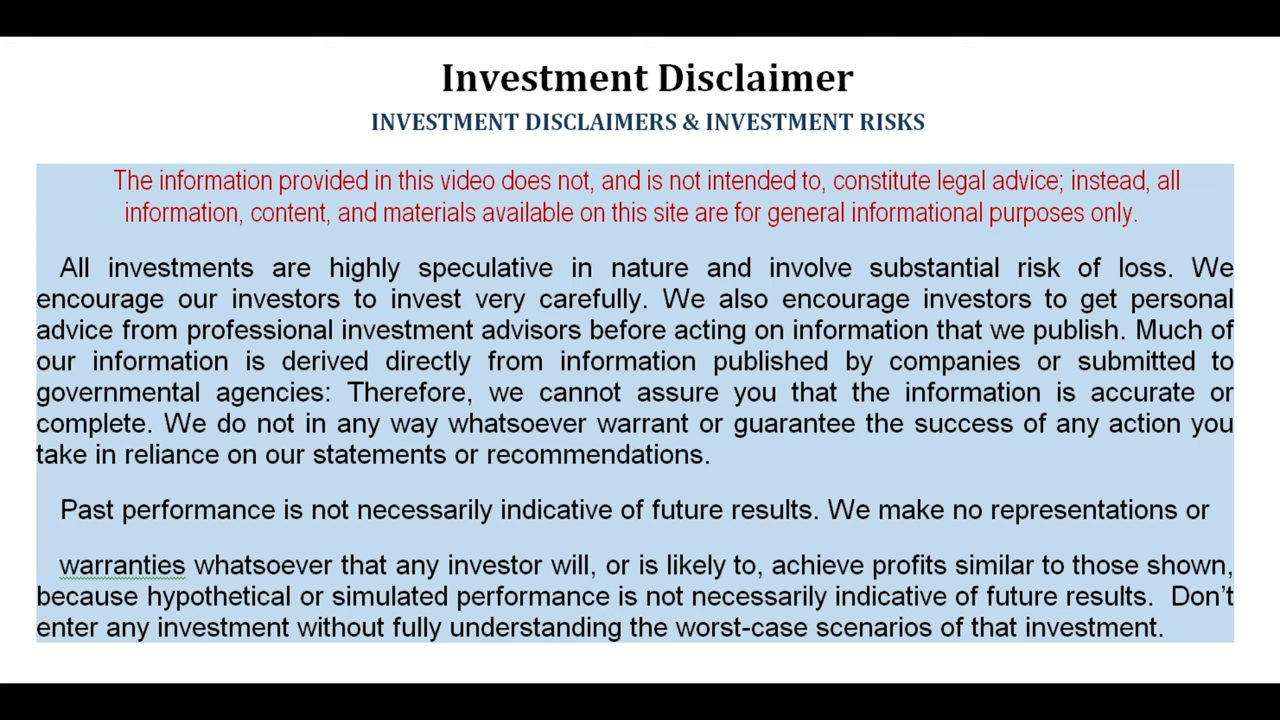 Investment Disclaimer
INVESTMENT DISCLAIMERS & INVESTMENT RISKS
The information provided in this video does not, and is not intended to, constitute legal advice; instead, all
information, content, and materials available on this site are for general informational purposes only.
All investments are highly speculative in nature and involve substantial risk of loss. We
encourage our investors to invest very carefully. We also encourage investors to get personal
advice from professional investment advisors before acting on information that we publish. Much of
our information is derived directly from information published by companies or submitted to
governmental agencies: Therefore, we cannot assure you that the information is accurate or
complete. We do not in any way whatsoever warrant or guarantee the success of any action you
take in reliance on our statements or recommendations.
Past performance is not necessarily indicative of future results. We make no representations or
warranties whatsoever that any investor will, or is likely to, achieve profits similar to those shown,
because hypothetical or simulated performance is not necessarily indicative of future results.  Don’t
enter any investment without fully understanding the worst-case scenarios of that investment.